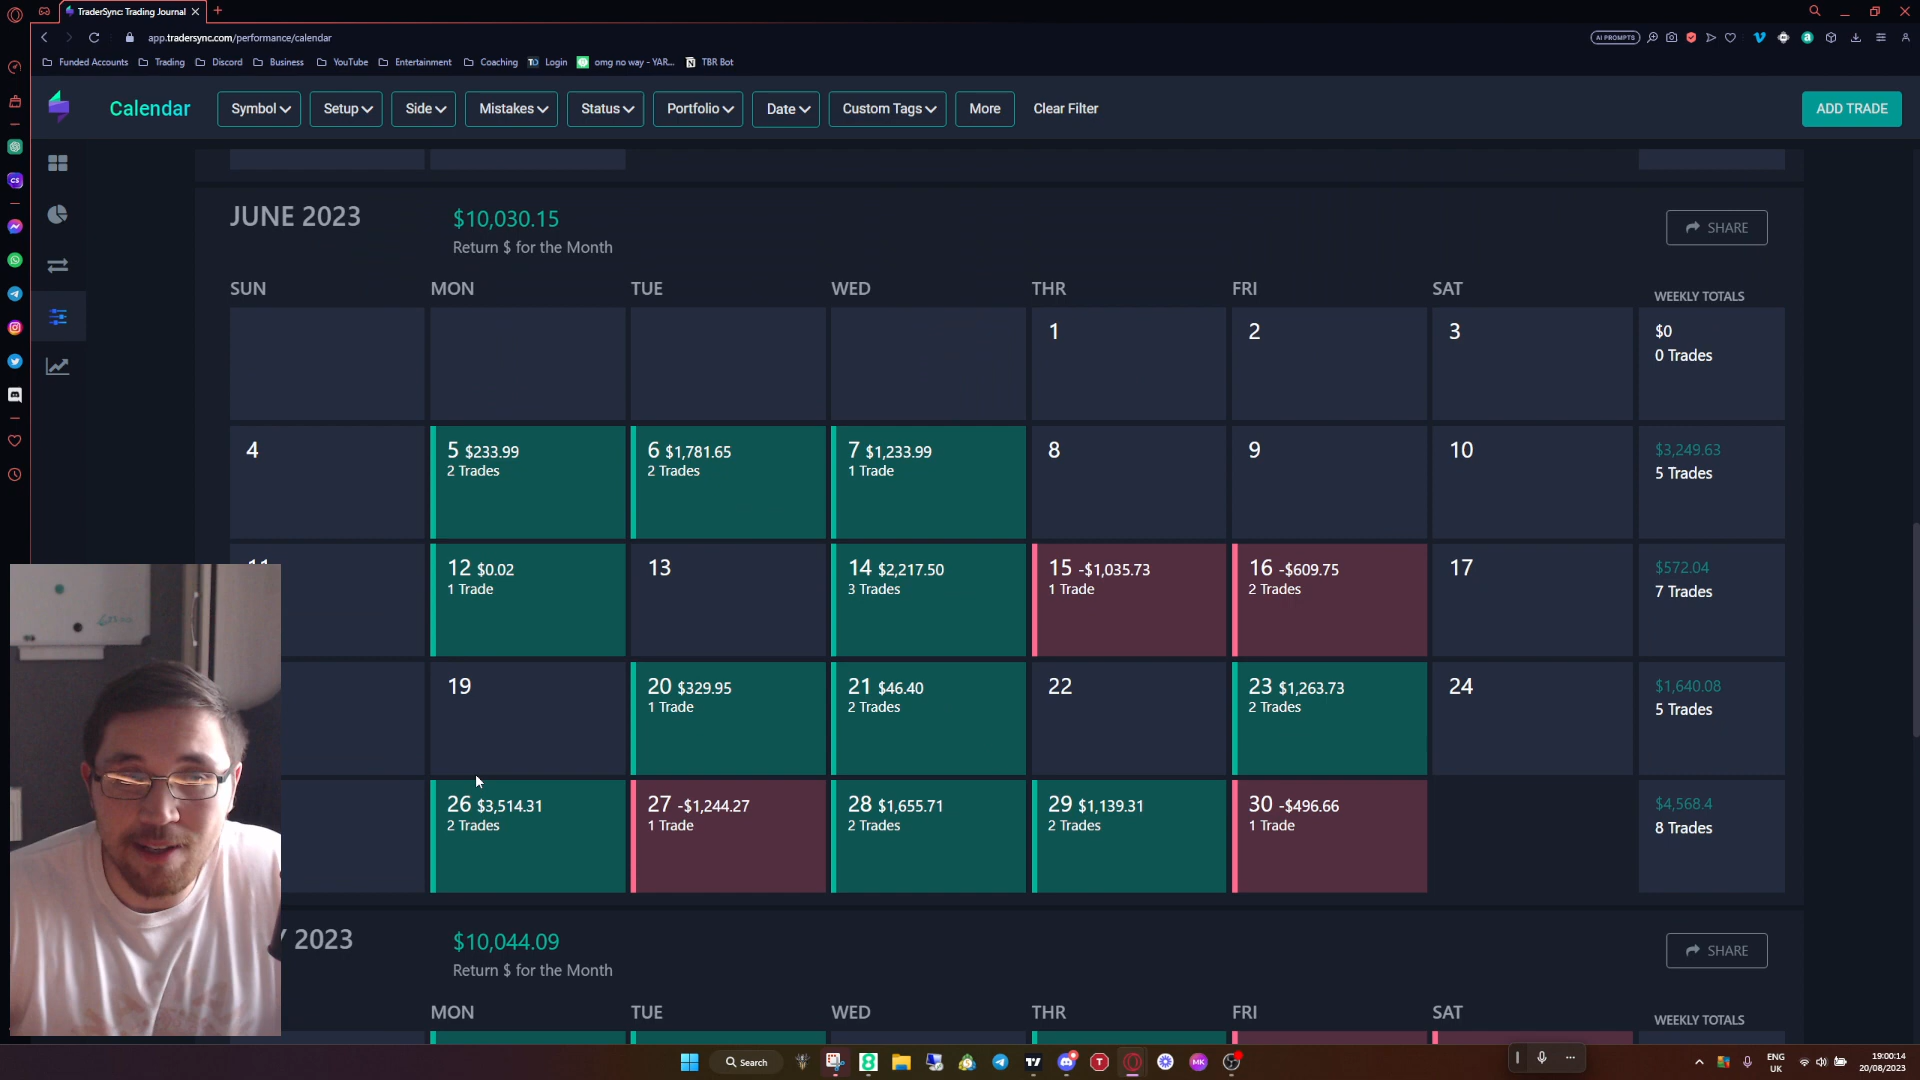 TraderSync: Trading Journal
app.tradersync.com/performance/calendar
AI PROMPTS
Funded Accounts Trading Discord Business YouTube Entertainment Coaching Login omg no way - YAR... TBR Bot
Calendar Symbol Setup Side Mistakes Status Portfolio Date Custom Tags More Clear Filter ADD TRADE
JUNE 2023 $10,030.15
Return $ for the Month
SHARE
SUN MON TUE WED THR FRI SAT WEEKLY TOTALS
1 2 3 $0
0 Trades
4 5 $233.99 6 $1,781.65 7 $1,233.99 8 9 10 $3,249.63
2 Trades 2 Trades 1 Trade 5 Trades
12 $0.02 13 14 $2,217.50 15 -$1,035.73 16 -$609.75 17 $572.04
1 Trade 3 Trades 1 Trade 2 Trades 7 Trades
19 20 $329.95 21 $46.40 22 23 $1,263.73 24 $1,640.08
1 Trade 2 Trades 2 Trades 5 Trades
26 $3,514.31 27 -$1,244.27 28 $1,655.71 29 $1,139.31 30 -$496.66 $4,568.4
2 Trades 1 Trade 2 Trades 2 Trades 1 Trade 8 Trades
2023 $10,044.09
Return $ for the Month
SHARE
MON TUE WED THR FRI SAT WEEKLY TOTALS
Search
ENG
UK
19:00:14
20/08/2023